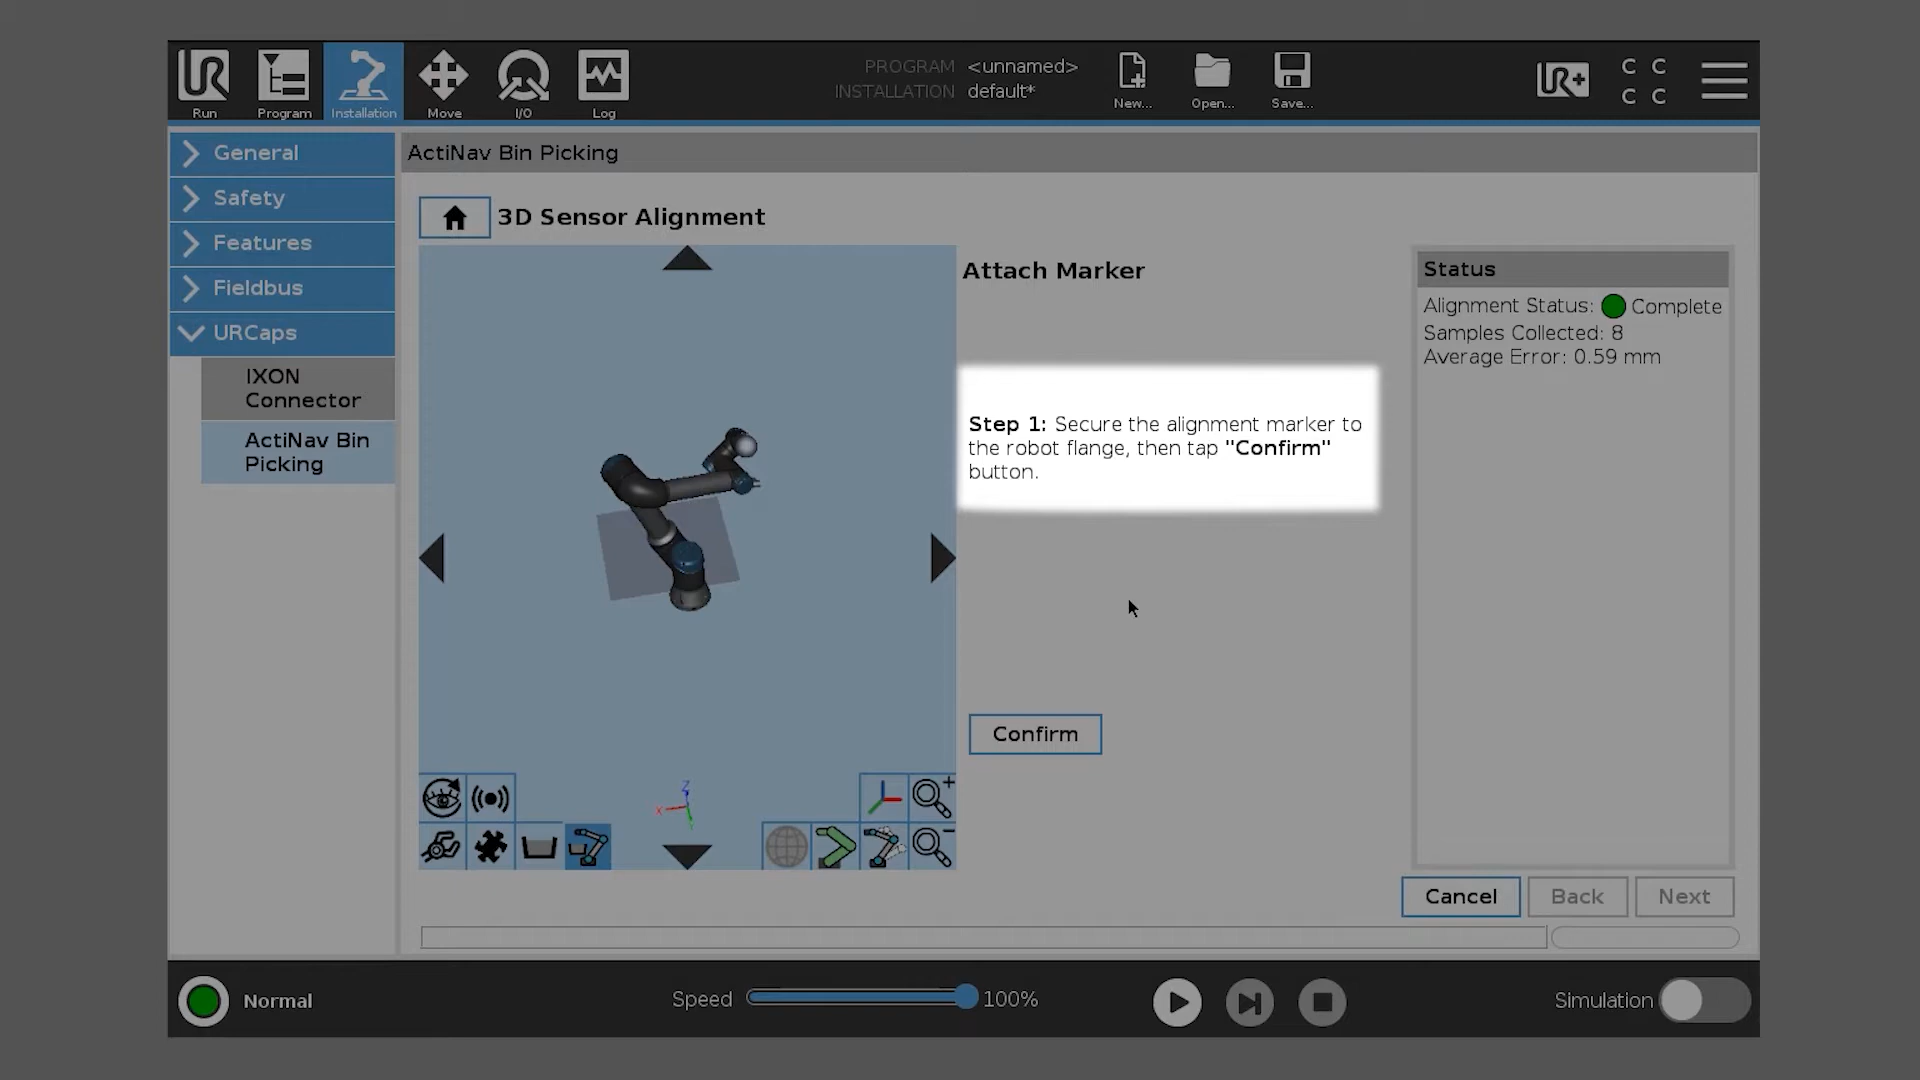 Run
Program
Installation
Move
I/O
Log
PROGRAM <unnamed>
INSTALLATION default*
New...
Open...
Save...
UR+
C C
C C
General
Safety
Features
Fieldbus
URCaps
IXON
Connector
ActiNav Bin
Picking
ActiNav Bin Picking
3D Sensor Alignment
Attach Marker
Step 1: Secure the alignment marker to
the robot flange, then tap "Confirm"
button.
Confirm
Status
Alignment Status: Complete
Samples Collected: 8
Average Error: 0.59 mm
Z
X
Y
Cancel
Back
Next
Normal
Speed
100%
Simulation